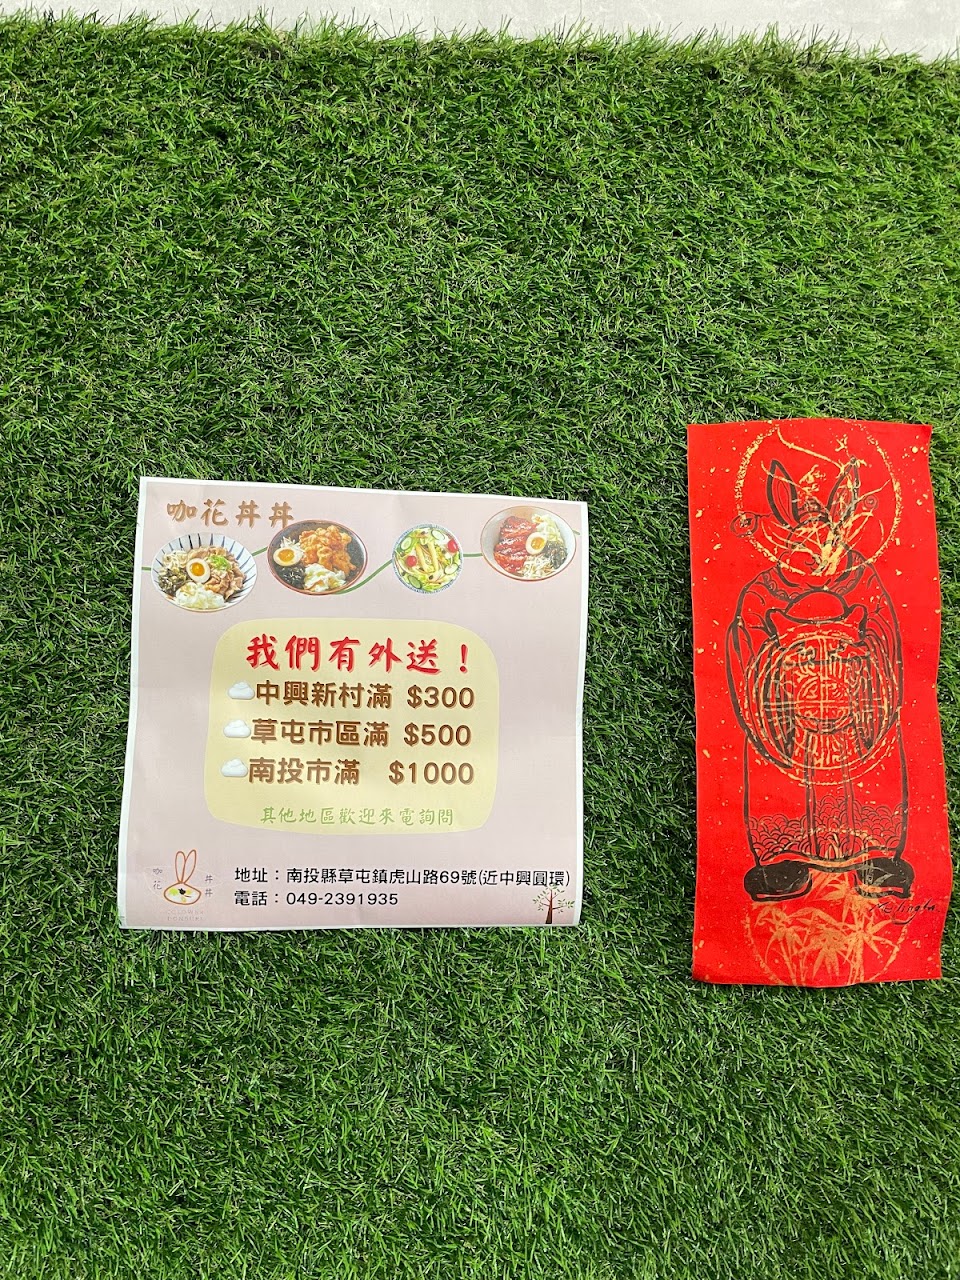 咖花丼丼
我們有外送！
中興新村滿 $300
草屯市區滿 $500
南投市滿 $1000
其他地區歡迎來電詢問
咖花
丼丼
地址：南投縣草屯鎮虎山路69號(近中興圓環)
電話：049-2391935